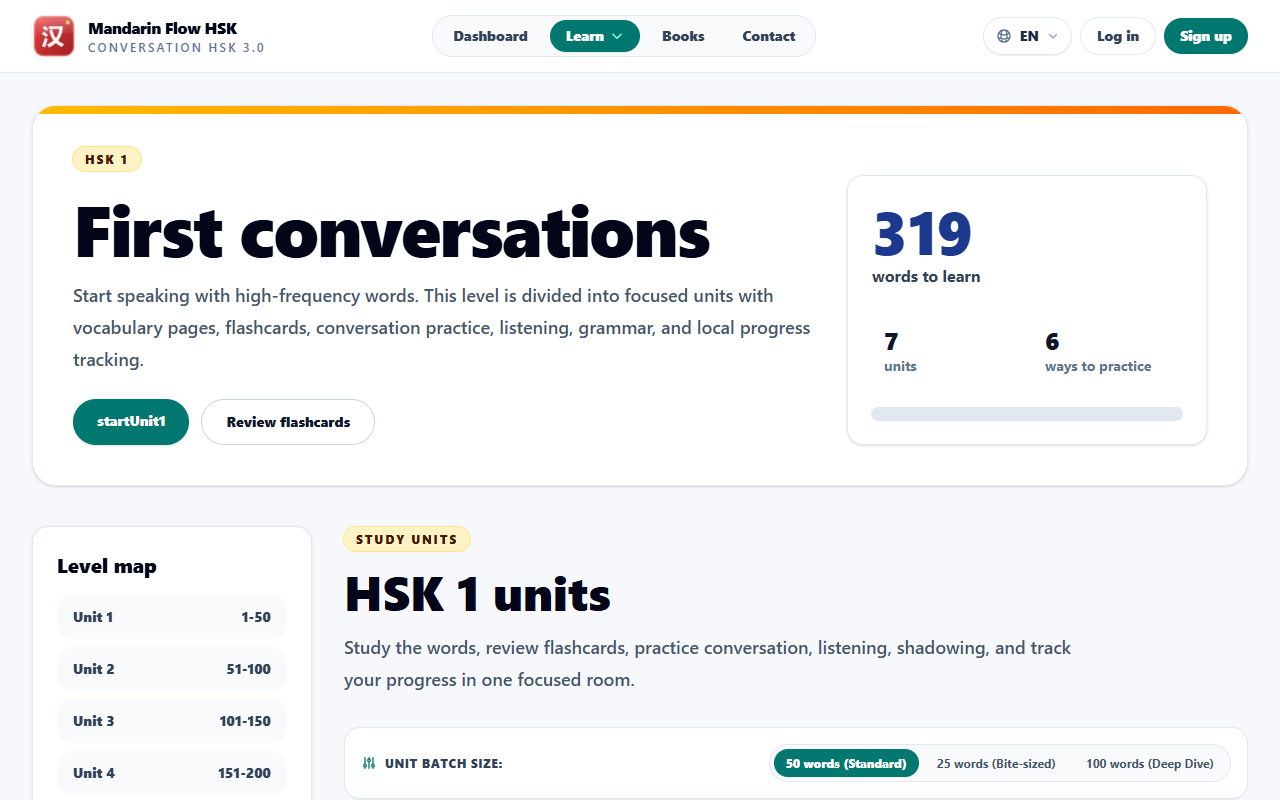 汉
Mandarin Flow HSK
CONVERSATION HSK 3.0
Dashboard
Learn
Books
Contact
EN
Log in
Sign up
HSK 1
First conversations
Start speaking with high-frequency words. This level is divided into focused units with
vocabulary pages, flashcards, conversation practice, listening, grammar, and local progress
tracking.
startUnit1
Review flashcards
319
words to learn
7
units
6
ways to practice
Level map
Unit 1 1-50
Unit 2 51-100
Unit 3 101-150
Unit 4 151-200
STUDY UNITS
HSK 1 units
Study the words, review flashcards, practice conversation, listening, shadowing, and track
your progress in one focused room.
UNIT BATCH SIZE:
50 words (Standard)
25 words (Bite-sized)
100 words (Deep Dive)